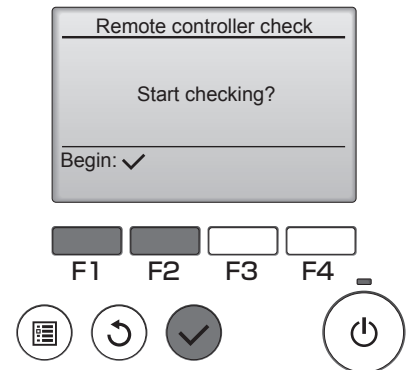 Remote controller check
Start checking?
Begin: ✓
F1 F2 F3 F4